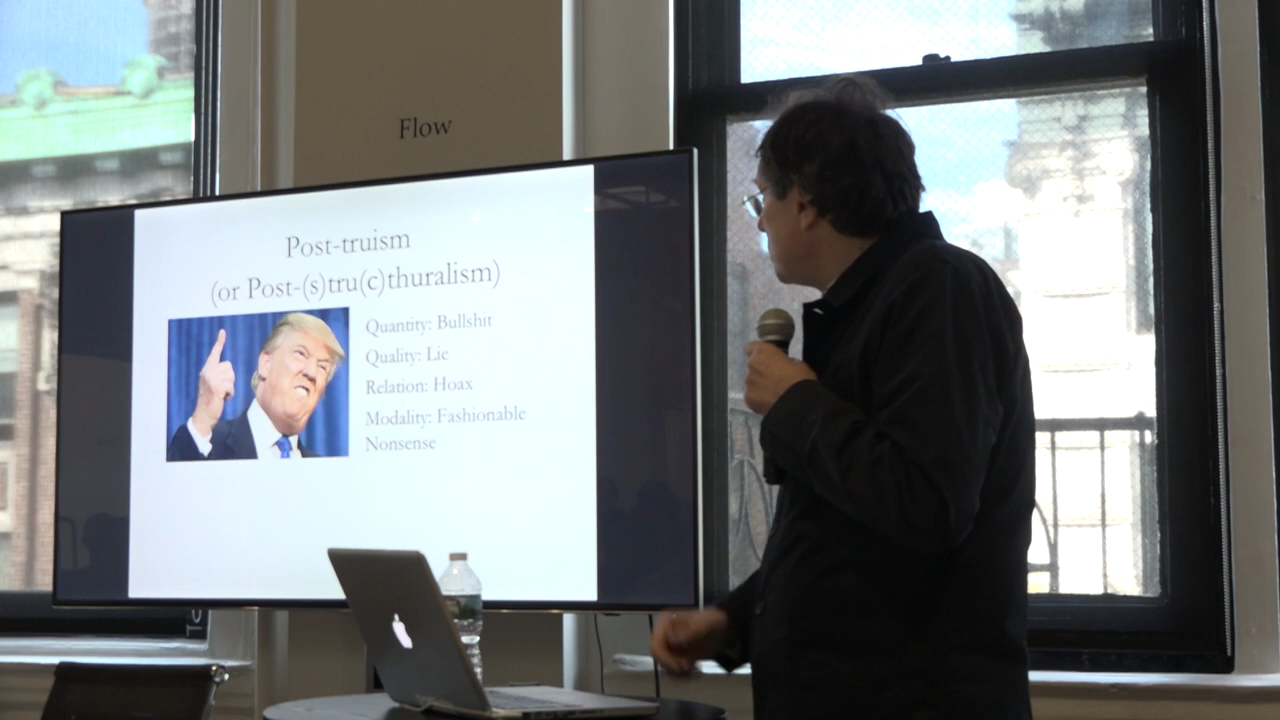 Flow
Post-truism
(or Post-(s)tru(c)thuralism)
Quantity: Bullshit
Quality: Lie
Relation: Hoax
Modality: Fashionable
Nonsense